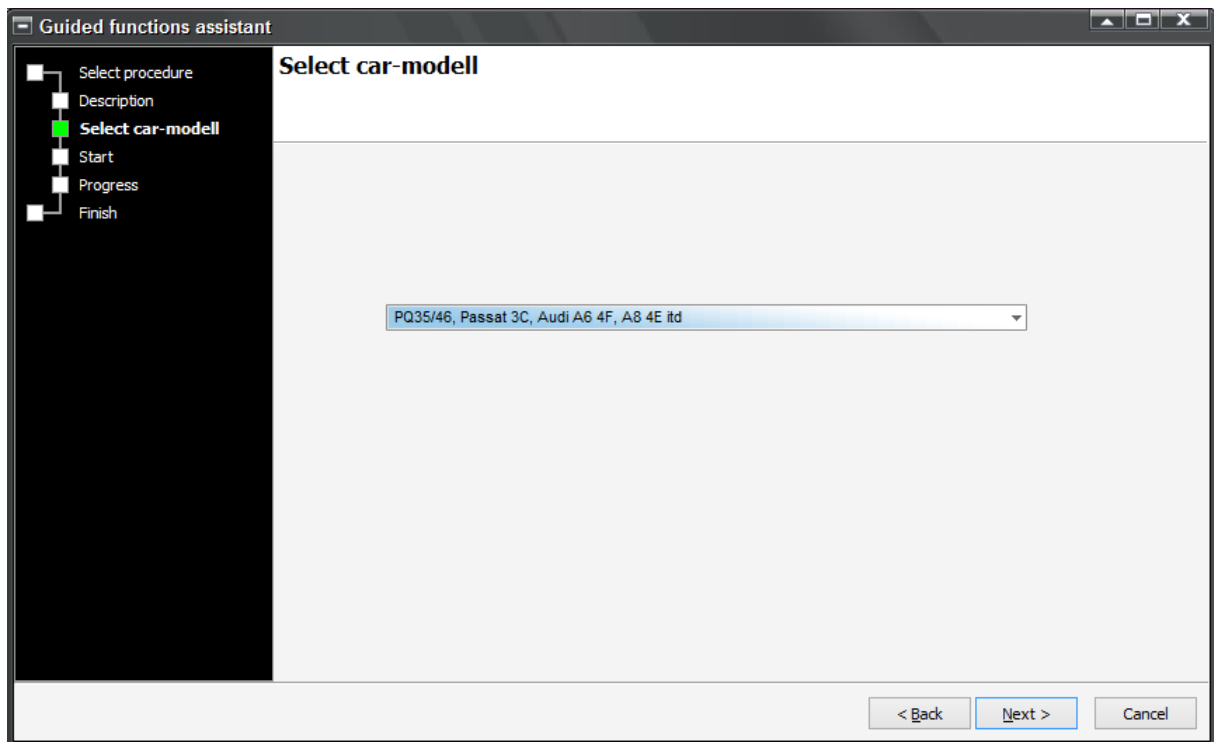 Guided functions assistant
Select procedure
Description
Select car-modell
Start
Progress
Finish
Select car-modell
PQ35/46, Passat 3C, Audi A6 4F, A8 4E itd
< Back
Next >
Cancel